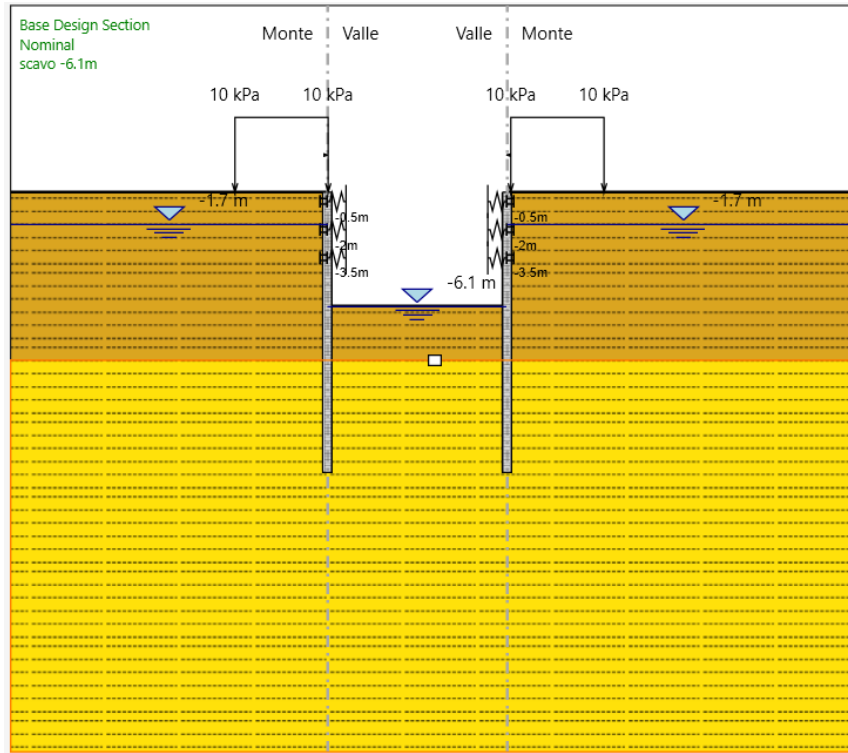 Base Design Section
Nominal
scavo -6.1m
Monte Valle Valle Monte
10 kPa 10 kPa 10 kPa 10 kPa
-1.7 m -1.7 m
-0.5m -0.5m
-2m -2m
-3.5m -3.5m
-6.1 m